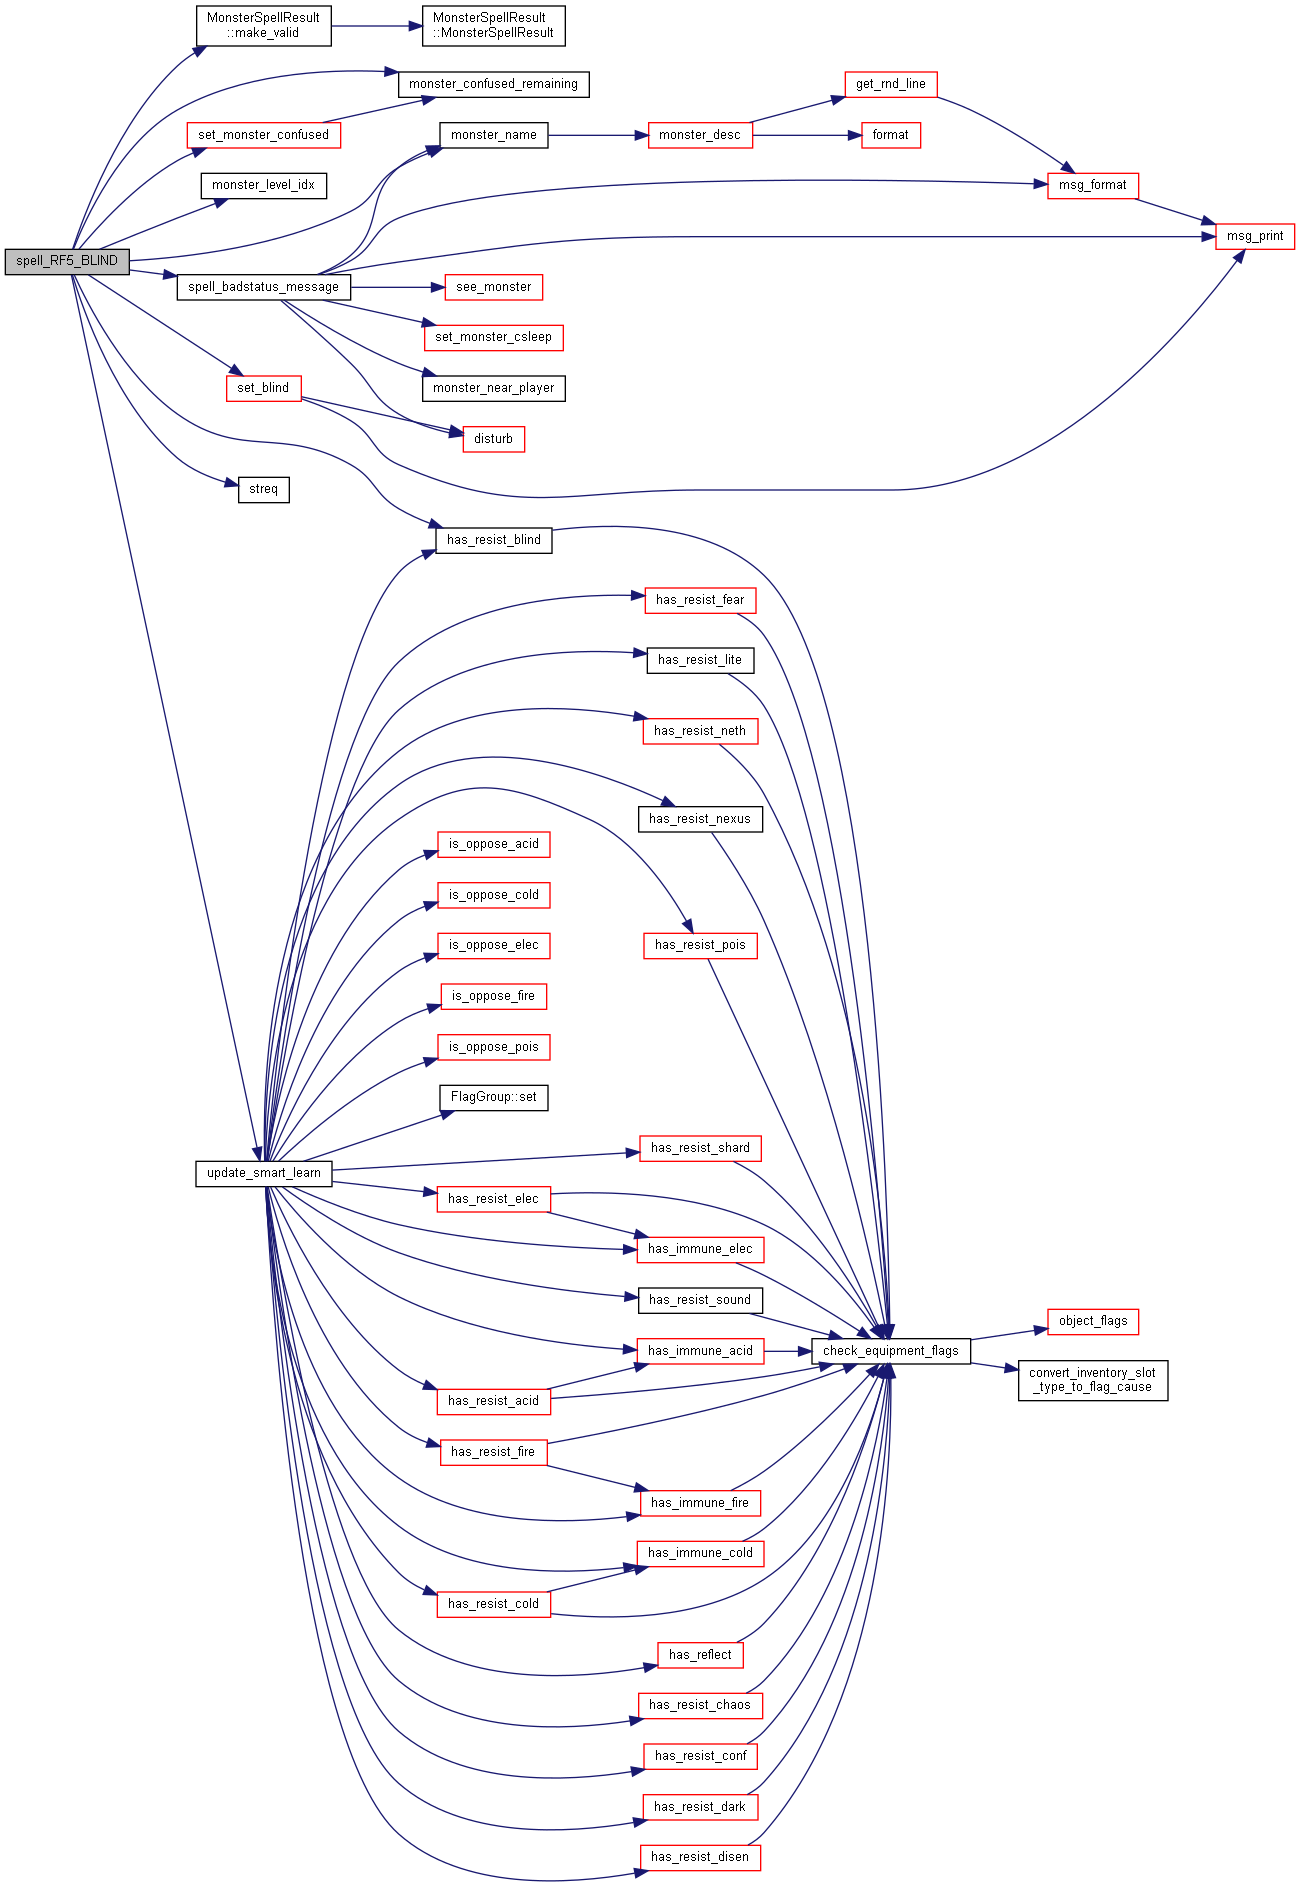 MonsterSpellResult
::make_valid
MonsterSpellResult
::MonsterSpellResult
monster_confused_remaining
get_rnd_line
set_monster_confused
monster_name
monster_desc
format
monster_level_idx
msg_format
msg_print
spell_RF5_BLIND
spell_badstatus_message
see_monster
set_monster_csleep
set_blind
monster_near_player
disturb
streq
has_resist_blind
has_resist_fear
has_resist_lite
has_resist_neth
has_resist_nexus
is_oppose_acid
is_oppose_cold
is_oppose_elec
has_resist_pois
is_oppose_fire
is_oppose_pois
FlagGroup::set
has_resist_shard
update_smart_learn
has_resist_elec
has_immune_elec
has_resist_sound
object_flags
has_immune_acid
check_equipment_flags
convert_inventory_slot
_type_to_flag_cause
has_resist_acid
has_resist_fire
has_immune_fire
has_immune_cold
has_resist_cold
has_reflect
has_resist_chaos
has_resist_conf
has_resist_dark
has_resist_disen